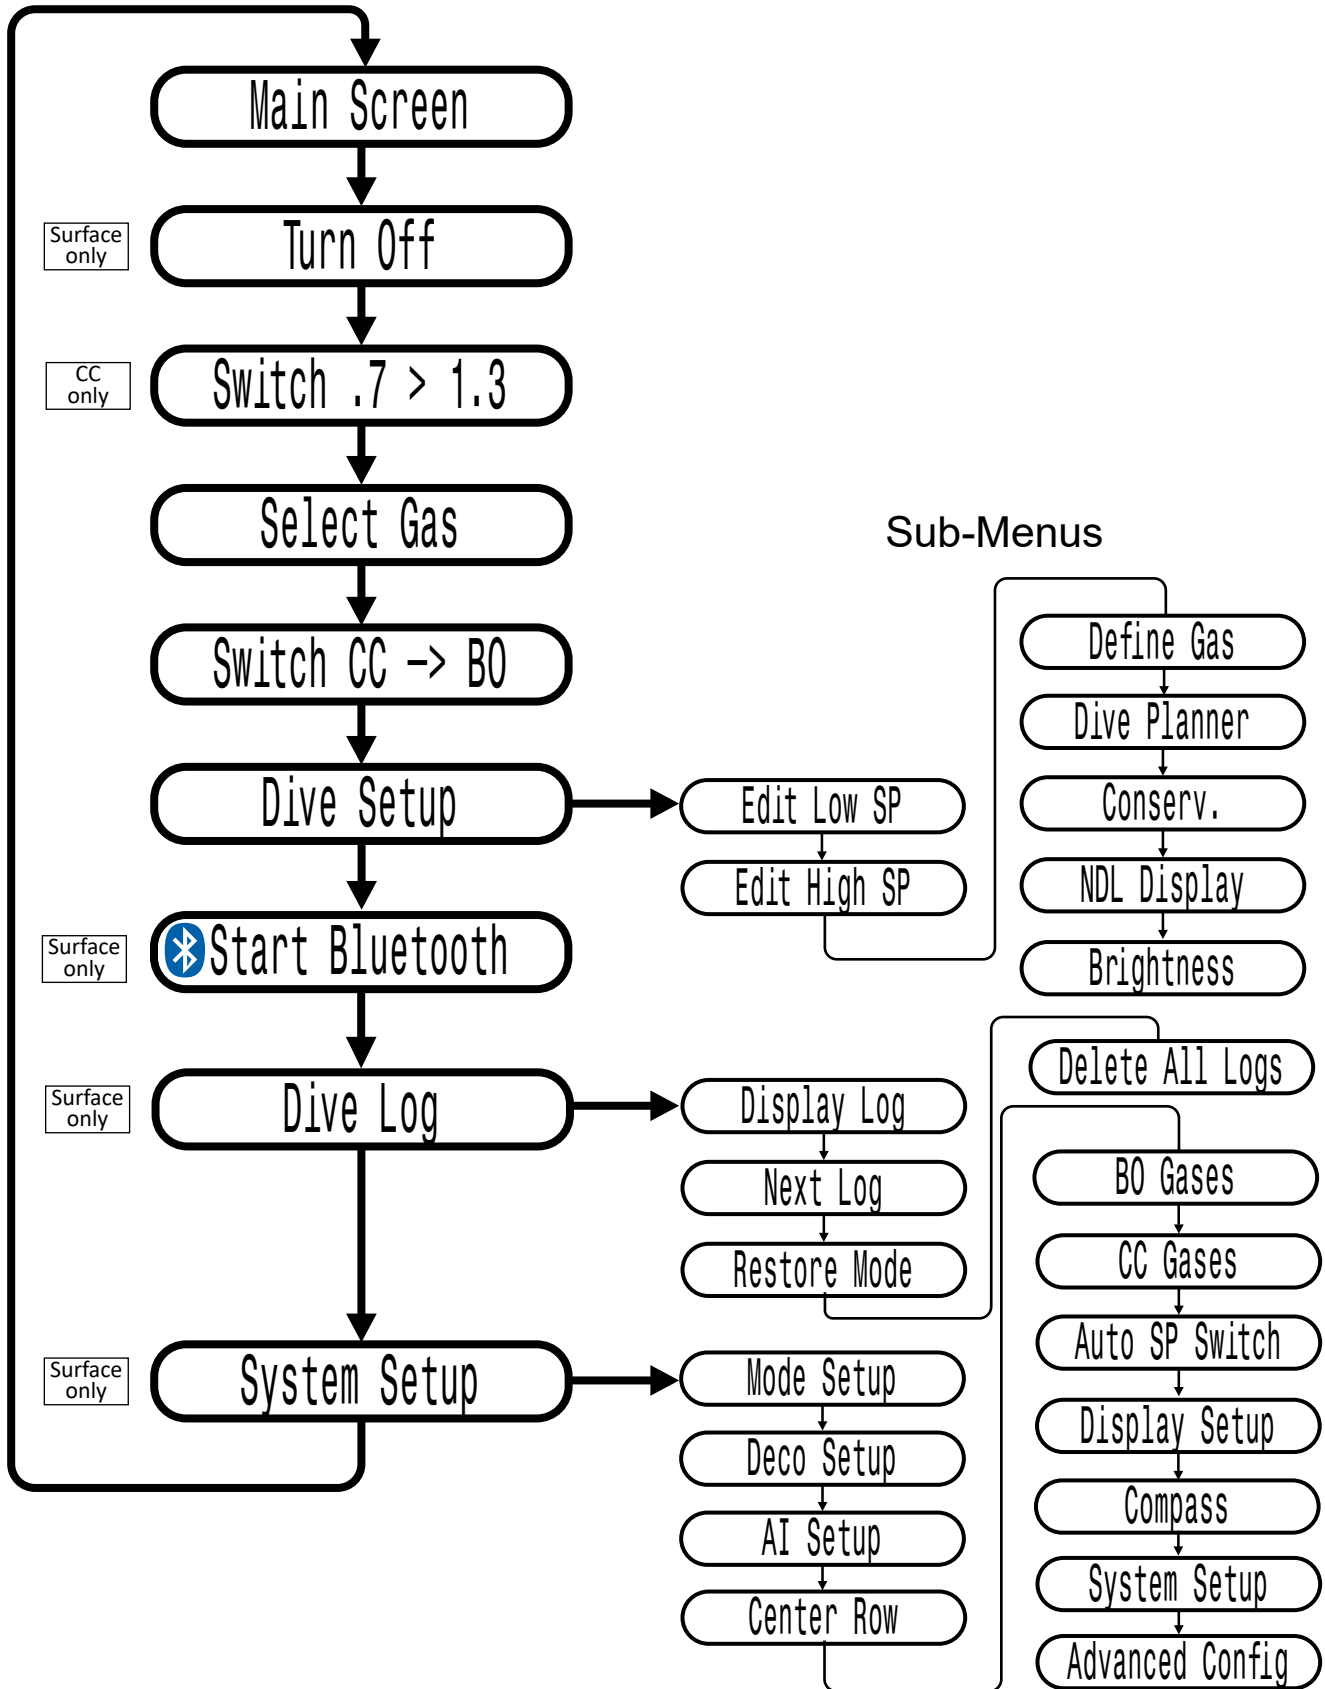 Main Screen
Surface
only
Turn Off
CC
only
Switch .7 > 1.3
Select Gas
Switch CC -> BO
Dive Setup
Surface
only
Start Bluetooth
Surface
only
Dive Log
Surface
only
System Setup
Sub-Menus
Edit Low SP
Edit High SP
Define Gas
Dive Planner
Conserv.
NDL Display
Brightness
Display Log
Next Log
Restore Mode
Delete All Logs
Mode Setup
Deco Setup
AI Setup
Center Row
BO Gases
CC Gases
Auto SP Switch
Display Setup
Compass
System Setup
Advanced Config